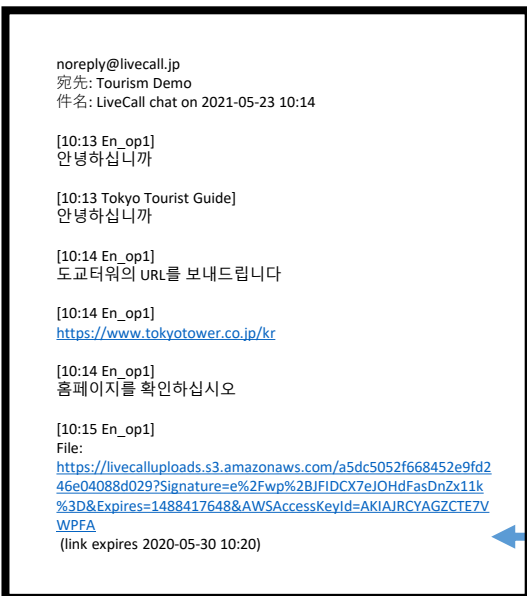 noreply@livecall.jp
宛先: Tourism Demo
件名: LiveCall chat on 2021-05-23 10:14
[10:13 En_op1]
안녕하십니까
[10:13 Tokyo Tourist Guide]
안녕하십니까
[10:14 En_op1]
도쿄터워의 URL를 보내드립니다
[10:14 En_op1]
https://www.tokyotower.co.jp/kr
[10:14 En_op1]
홈페이지를 확인하십시오
[10:15 En_op1]
File:
https://livecalluploads.s3.amazonaws.com/a5dc5052f668452e9fd2
46e04088d029?Signature=e%2Fwp%2BJFIDCX7eJOHdFasDnZx11k
%3D&Expires=1488417648&AWSAccessKeyId=AKIAJRCYAGZCTE7V
WPFA
(link expires 2020-05-30 10:20)